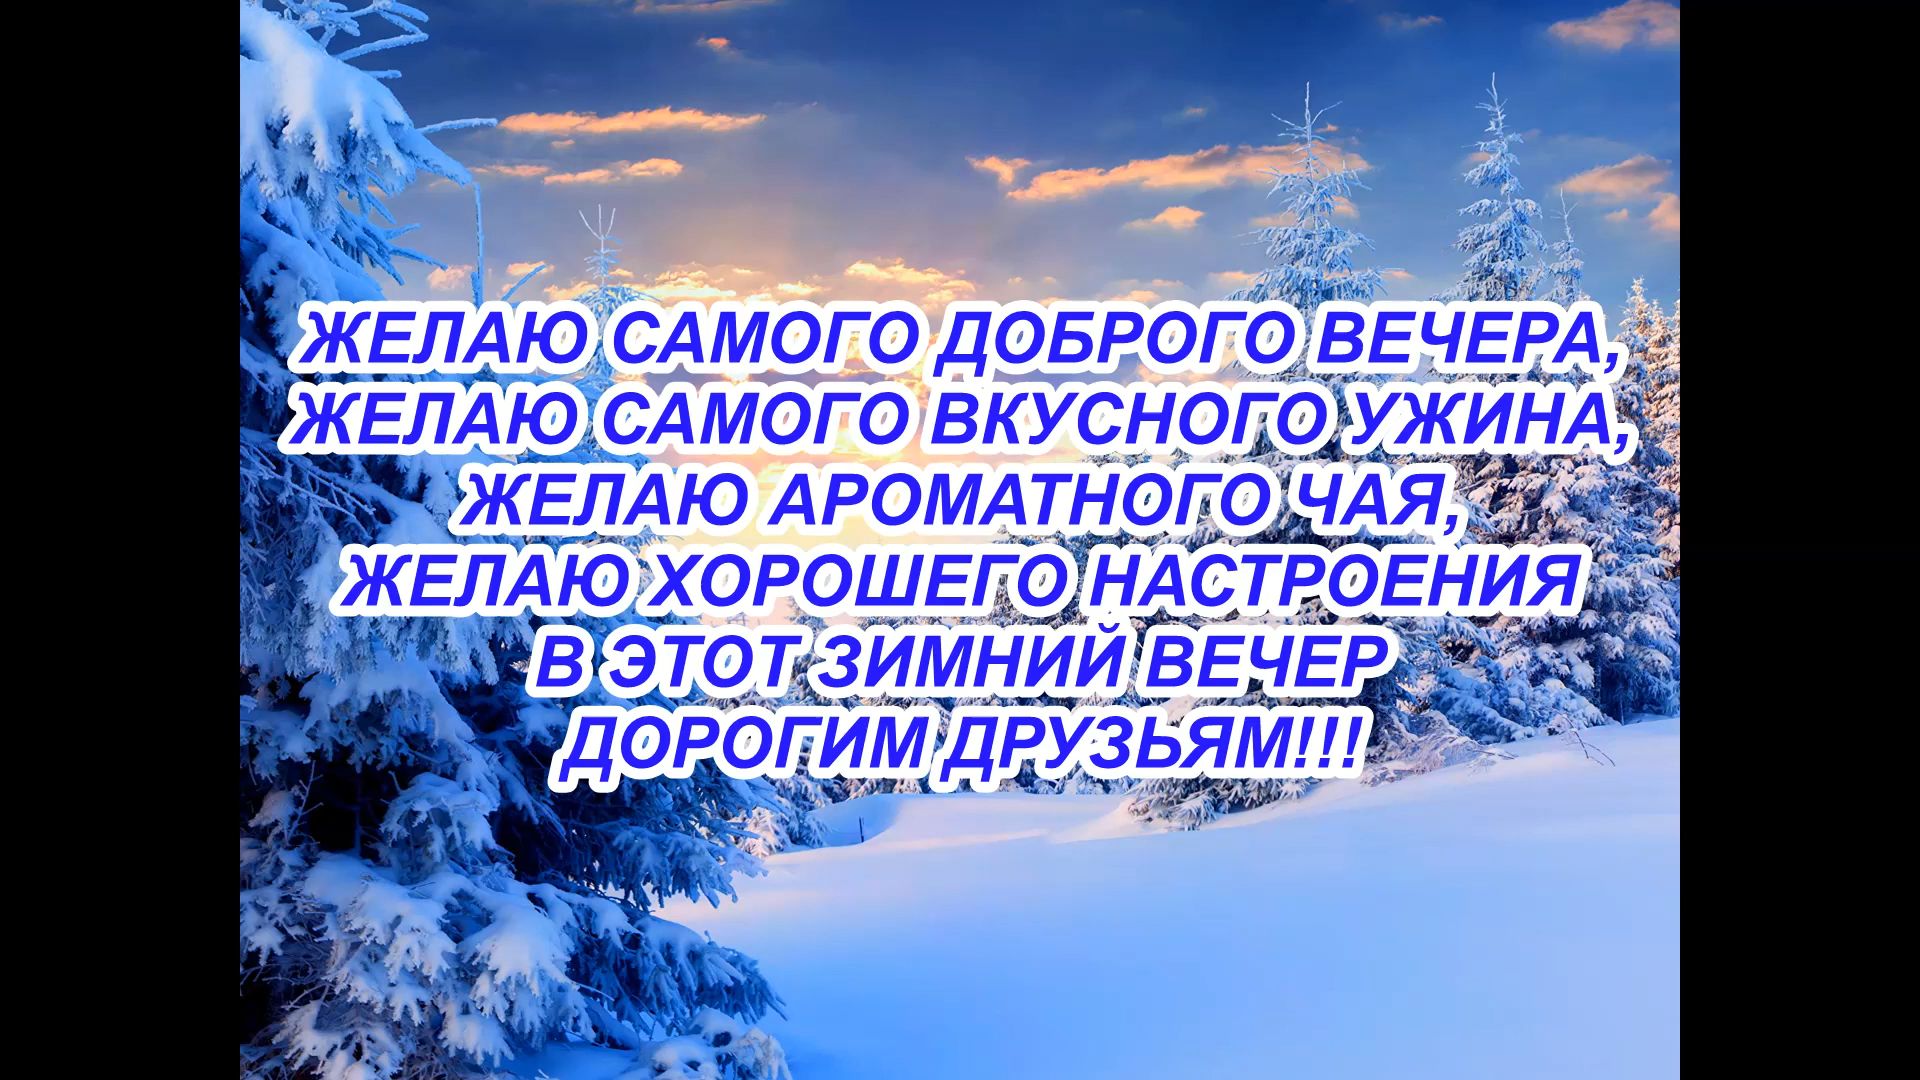 ЖЕЛАЮ САМОГО ДОБРОГО ВЕЧЕРА,
ЖЕЛАЮ САМОГО ВКУСНОГО УЖИНА,
ЖЕЛАЮ АРОМАТНОГО ЧАЯ,
ЖЕЛАЮ ХОРОШЕГО НАСТРОЕНИЯ
В ЭТОТ ЗИМНИЙ ВЕЧЕР
ДОРОГИМ ДРУЗЬЯМ!!!